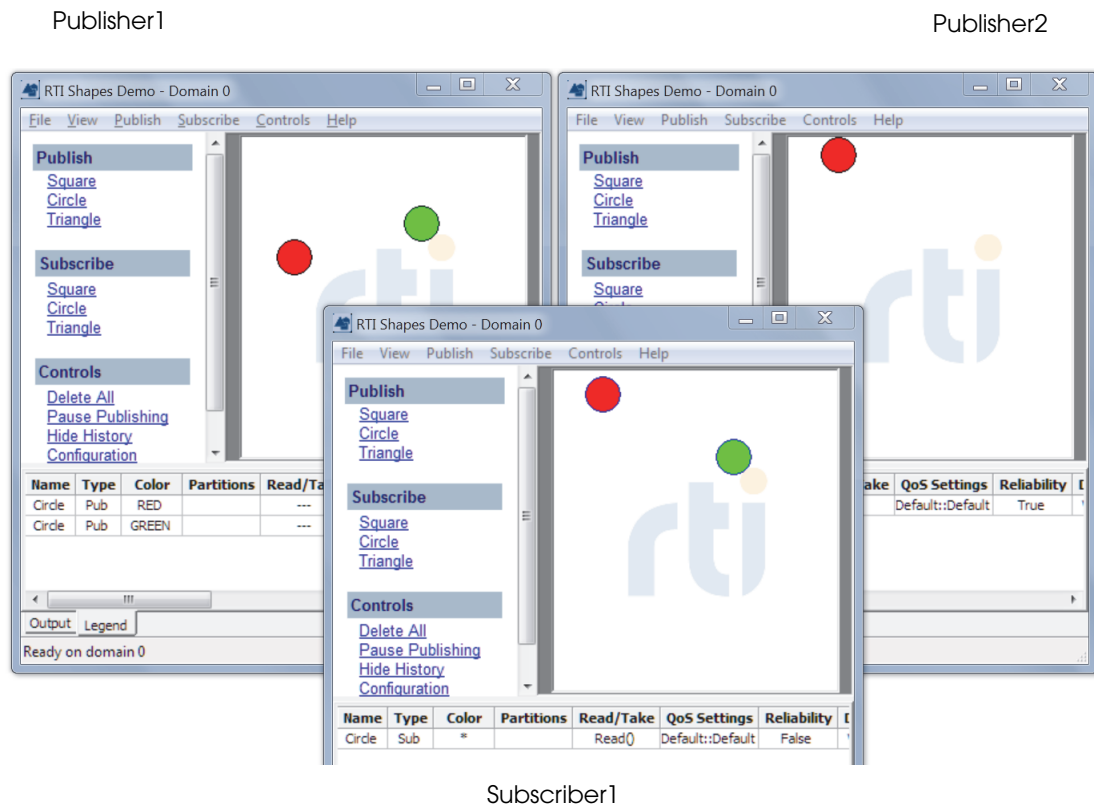 Publisher1
Publisher2
RTI Shapes Demo - Domain 0
File View Publish Subscribe Controls Help
Publish
Square
Circle
Triangle
Subscribe
Square
Circle
Triangle
Controls
Delete All
Pause Publishing
Hide History
Configuration
rti
Name Type Color Partitions Read/Ta
Circle Pub RED ---
Circle Pub GREEN ---
Output Legend
Ready on domain 0
RTI Shapes Demo - Domain 0
File View Publish Subscribe Controls Help
Publish
Square
Circle
Triangle
Subscribe
Square
rti
ake QoS Settings Reliability
Default::Default True
RTI Shapes Demo - Domain 0
File View Publish Subscribe Controls Help
Publish
Square
Circle
Triangle
Subscribe
Square
Circle
Triangle
Controls
Delete All
Pause Publishing
Hide History
Configuration
rti
Name Type Color Partitions Read/Take QoS Settings Reliability
Circle Sub * Read() Default::Default False
Subscriber1